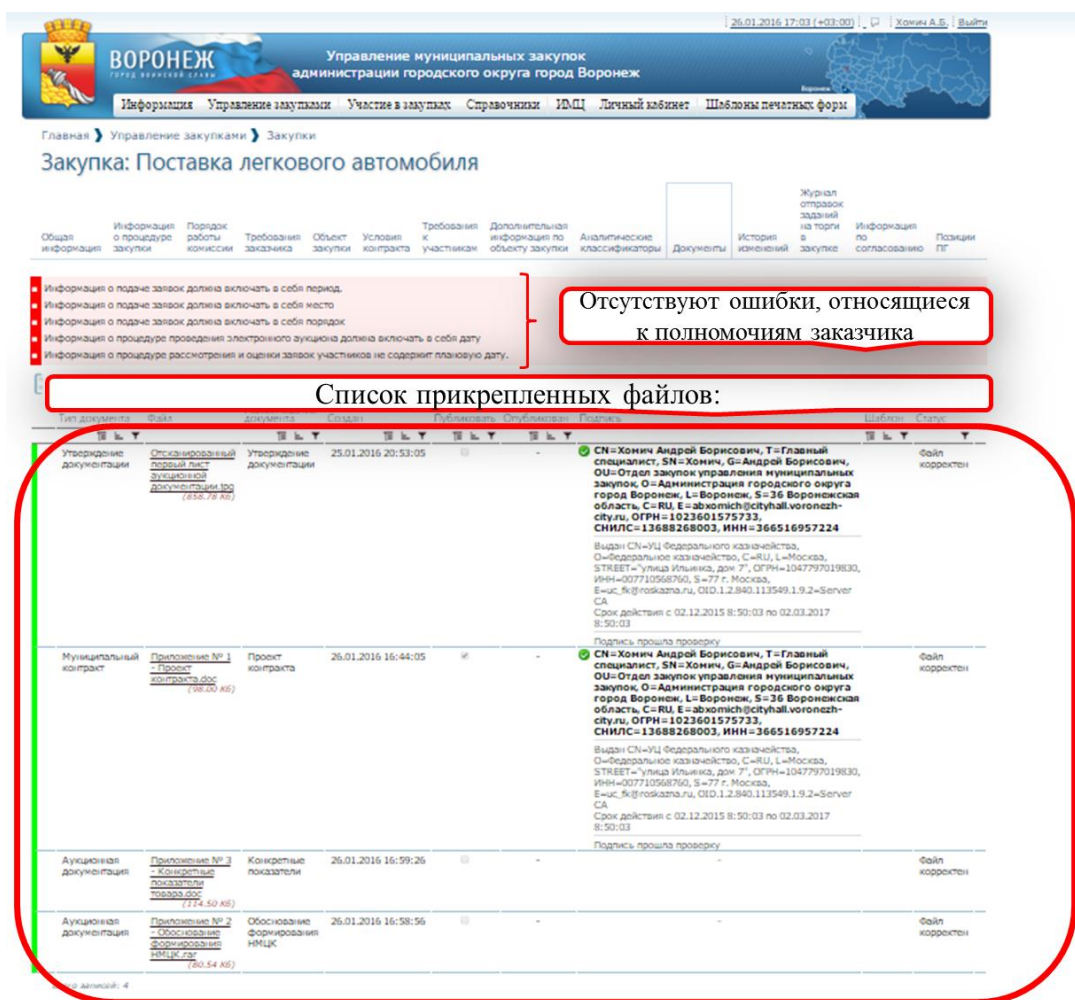 26.01.2016 17:03 (+03:00) Хомич А.Б. Выйти
ВОРОНЕЖ
ГОРОД ВОИНСКОЙ СЛАВЫ
Управление муниципальных закупок
администрации городского округа город Воронеж
Воронеж
Информация Управление закупками Участие в закупках Справочники ИМЦ Личный кабинет Шаблоны печатных форм
Главная Управление закупками Закупки
Закупка: Поставка легкового автомобиля
Общая информация
Информация о процедуре закупки
Порядок работы комиссии
Требования заказчика
Объект закупки
Условия контракта
Требования к участникам
Дополнительная информация по объекту закупки
Аналитические классификаторы
Документы
История изменений
Журнал отправок заданий на торги в закупке
Информация по согласованию
Позиции ПГ
Информация о подаче заявок должна включать в себя период.
Информация о подаче заявок должна включать в себя место
Информация о подаче заявок должна включать в себя порядок
Информация о процедуре проведения электронного аукциона должна включать в себя дату
Информация о процедуре рассмотрения и оценки заявок участников не содержит плановую дату.
Отсутствуют ошибки, относящиеся
к полномочиям заказчика
Список прикрепленных файлов:
Тип документа Файл документа Создан Публиковать Опубликован Подпись Шаблон Статус
Утверждение документации
Отсканированный
первый лист
аукционной
документации.jpg
(858.78 Кб)
Утверждение
документации
25.01.2016 20:53:05
-
CN=Хомич Андрей Борисович, T=Главный
специалист, SN=Хомич, G=Андрей Борисович,
OU=Отдел закупок управления муниципальных
закупок, O=Администрация городского округа
город Воронеж, L=Воронеж, S=36 Воронежская
область, C=RU, E=abxomich@cityhall.voronezh-
city.ru, ОГРН=1023601575733,
СНИЛС=13688268003, ИНН=366516957224
Выдан CN=УЦ Федерального казначейства,
O=Федеральное казначейство, C=RU, L=Москва,
STREET="улица Ильинка, дом 7", ОГРН=1047797019830,
ИНН=007710568760, S=77 г. Москва,
E=uc_fk@roskazna.ru, OID.1.2.840.113549.1.9.2=Server
CA
Срок действия с 02.12.2015 8:50:03 по 02.03.2017
8:50:03
Подпись прошла проверку
Файл
корректен
Муниципальный
контракт
Приложение № 1
- Проект
контракта.doc
(98.00 Кб)
Проект
контракта
26.01.2016 16:44:05
-
CN=Хомич Андрей Борисович, T=Главный
специалист, SN=Хомич, G=Андрей Борисович,
OU=Отдел закупок управления муниципальных
закупок, O=Администрация городского округа
город Воронеж, L=Воронеж, S=36 Воронежская
область, C=RU, E=abxomich@cityhall.voronezh-
city.ru, ОГРН=1023601575733,
СНИЛС=13688268003, ИНН=366516957224
Выдан CN=УЦ Федерального казначейства,
O=Федеральное казначейство, C=RU, L=Москва,
STREET="улица Ильинка, дом 7", ОГРН=1047797019830,
ИНН=007710568760, S=77 г. Москва,
E=uc_fk@roskazna.ru, OID.1.2.840.113549.1.9.2=Server
CA
Срок действия с 02.12.2015 8:50:03 по 02.03.2017
8:50:03
Подпись прошла проверку
Файл
корректен
Аукционная
документация
Приложение № 3
- Конкретные
показатели
товара.doc
(114.50 Кб)
Конкретные
показатели
26.01.2016 16:59:26
-
-
Файл
корректен
Аукционная
документация
Приложение № 2
- Обоснование
формирования
НМЦК.rar
(80.54 Кб)
Обоснование
формирования
НМЦК
26.01.2016 16:58:56
-
-
Файл
корректен
записей: 4